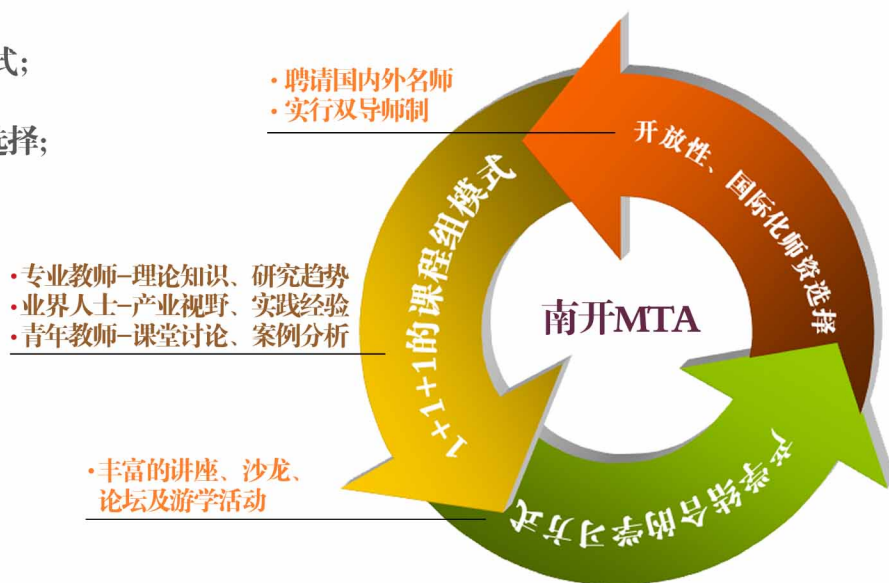 式；
选择；
· 聘请国内外名师
· 实行双导师制
开放性、国际化师资选择
1+1+1的课程组模式
· 专业教师-理论知识、研究趋势
· 业界人士-产业视野、实践经验
· 青年教师-课堂讨论、案例分析
南开MTA
· 丰富的讲座、沙龙、
论坛及游学活动
产学结合的学习方式